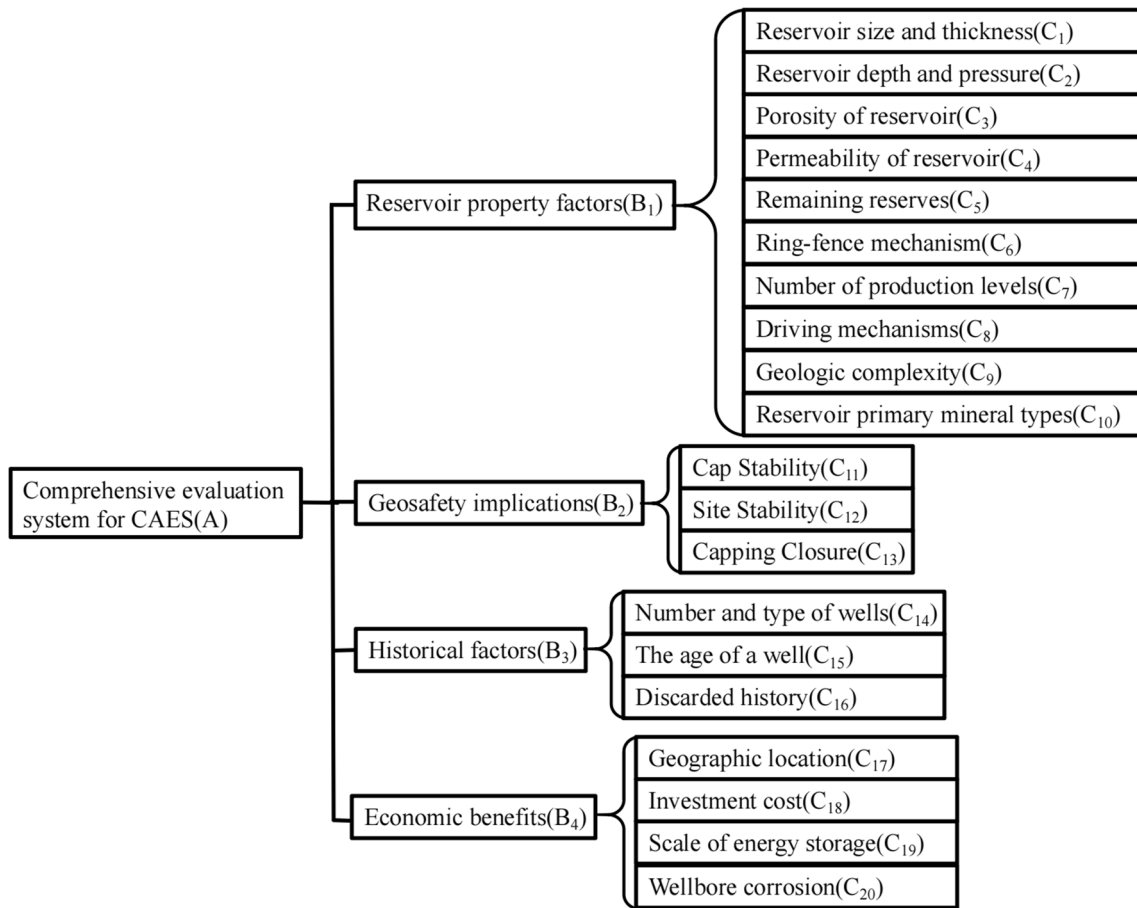 Comprehensive evaluation
system for CAES(A)
Reservoir property factors(B₁)
Reservoir size and thickness(C₁)
Reservoir depth and pressure(C₂)
Porosity of reservoir(C₃)
Permeability of reservoir(C₄)
Remaining reserves(C₅)
Ring-fence mechanism(C₆)
Number of production levels(C₇)
Driving mechanisms(C₈)
Geologic complexity(C₉)
Reservoir primary mineral types(C₁₀)
Geosafety implications(B₂)
Cap Stability(C₁₁)
Site Stability(C₁₂)
Capping Closure(C₁₃)
Historical factors(B₃)
Number and type of wells(C₁₄)
The age of a well(C₁₅)
Discarded history(C₁₆)
Economic benefits(B₄)
Geographic location(C₁₇)
Investment cost(C₁₈)
Scale of energy storage(C₁₉)
Wellbore corrosion(C₂₀)